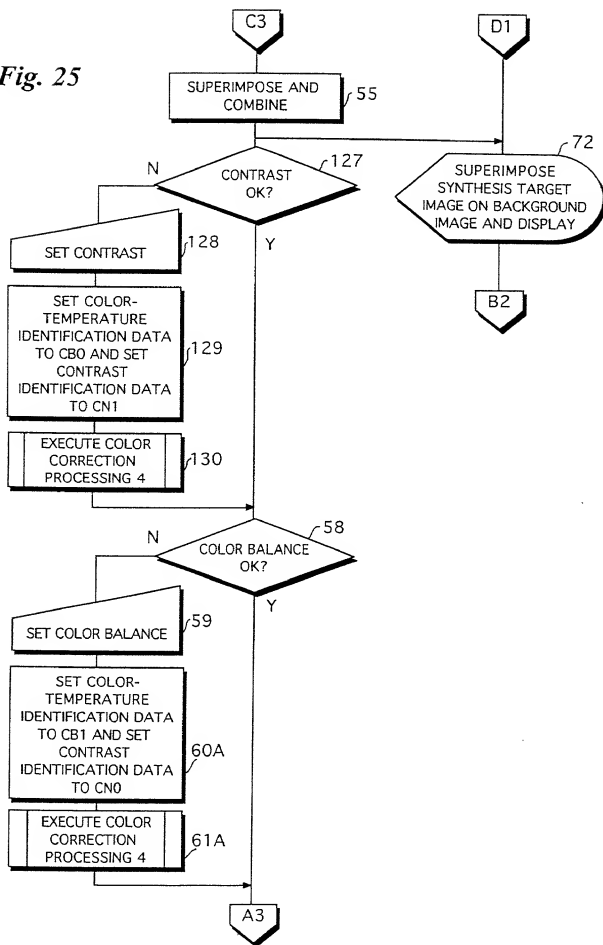 Fig. 25
C3
D1
SUPERIMPOSE AND
COMBINE
55
127
CONTRAST
OK?
N
Y
72
SUPERIMPOSE
SYNTHESIS TARGET
IMAGE ON BACKGROUND
IMAGE AND DISPLAY
B2
SET CONTRAST
128
SET COLOR-
TEMPERATURE
IDENTIFICATION DATA
TO CB0 AND SET
CONTRAST
IDENTIFICATION DATA
TO CN1
129
EXECUTE COLOR
CORRECTION
PROCESSING 4
130
58
N
COLOR BALANCE
OK?
Y
SET COLOR BALANCE
59
SET COLOR-
TEMPERATURE
IDENTIFICATION DATA
TO CB1 AND SET
CONTRAST
IDENTIFICATION DATA
TO CN0
60A
EXECUTE COLOR
CORRECTION
PROCESSING 4
61A
A3